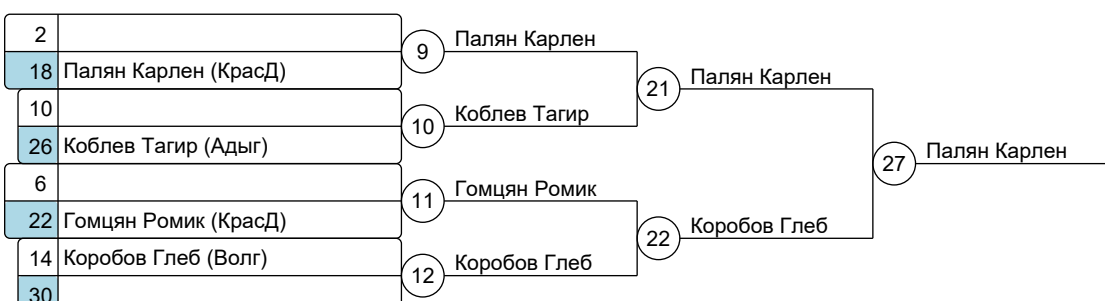 2
18 Палян Карлен (КрасД)
10
26 Коблев Тагир (Адыг)
6
22 Гомцян Ромик (КрасД)
14 Коробов Глеб (Волг)
30
9 Палян Карлен
10 Коблев Тагир
11 Гомцян Ромик
12 Коробов Глеб
21 Палян Карлен
22 Коробов Глеб
27 Палян Карлен